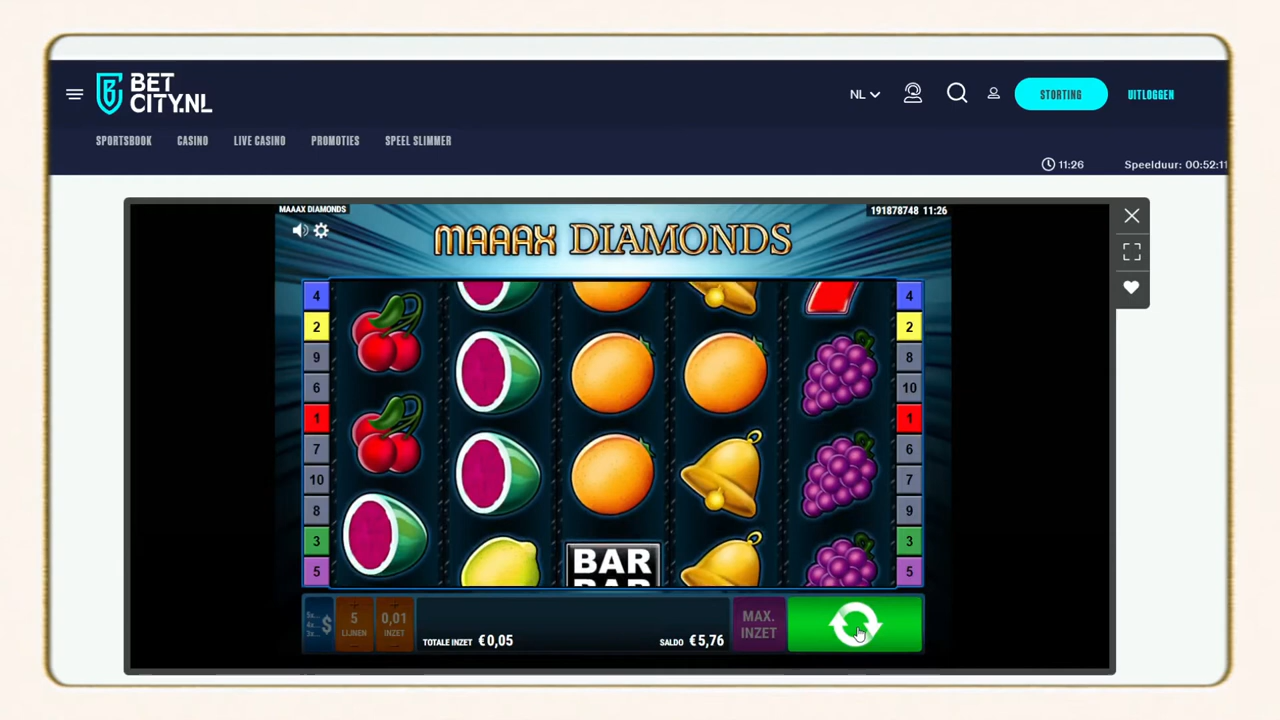 BET
CITY.NL
NL
STORTING
UITLOGGEN
SPORTSBOOK
CASINO
LIVE CASINO
PROMOTIES
SPEEL SLIMMER
11:26
Speelduur: 00:52:11
MAAAX DIAMONDS
191878748 11:26
MAAAX DIAMONDS
4
2
9
6
1
7
10
8
3
5
BAR
BAR
4
2
8
10
1
6
7
9
3
5
$
5
LIJNEN
0,01
INZET
TOTALE INZET €0,05
SALDO €5,76
MAX.
INZET